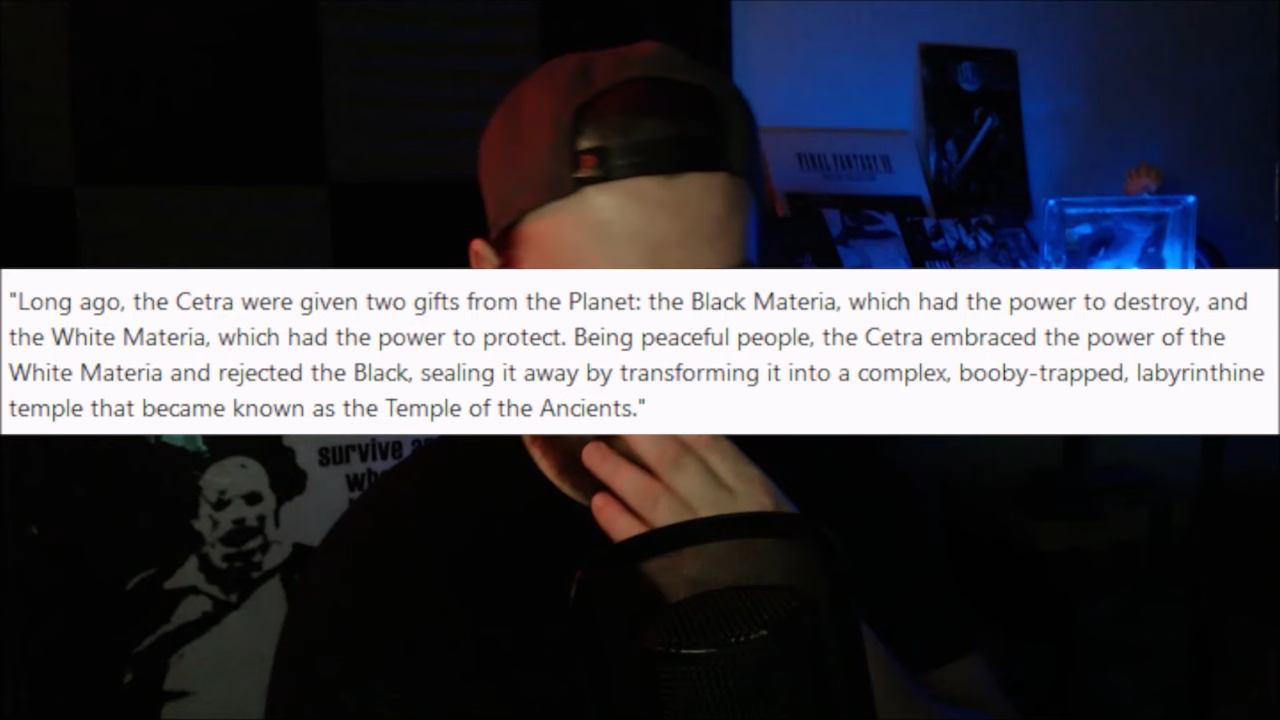 FINAL FANTASY VII
"Long ago, the Cetra were given two gifts from the Planet: the Black Materia, which had the power to destroy, and
the White Materia, which had the power to protect. Being peaceful people, the Cetra embraced the power of the
White Materia and rejected the Black, sealing it away by transforming it into a complex, booby-trapped, labyrinthine
temple that became known as the Temple of the Ancients."
survive